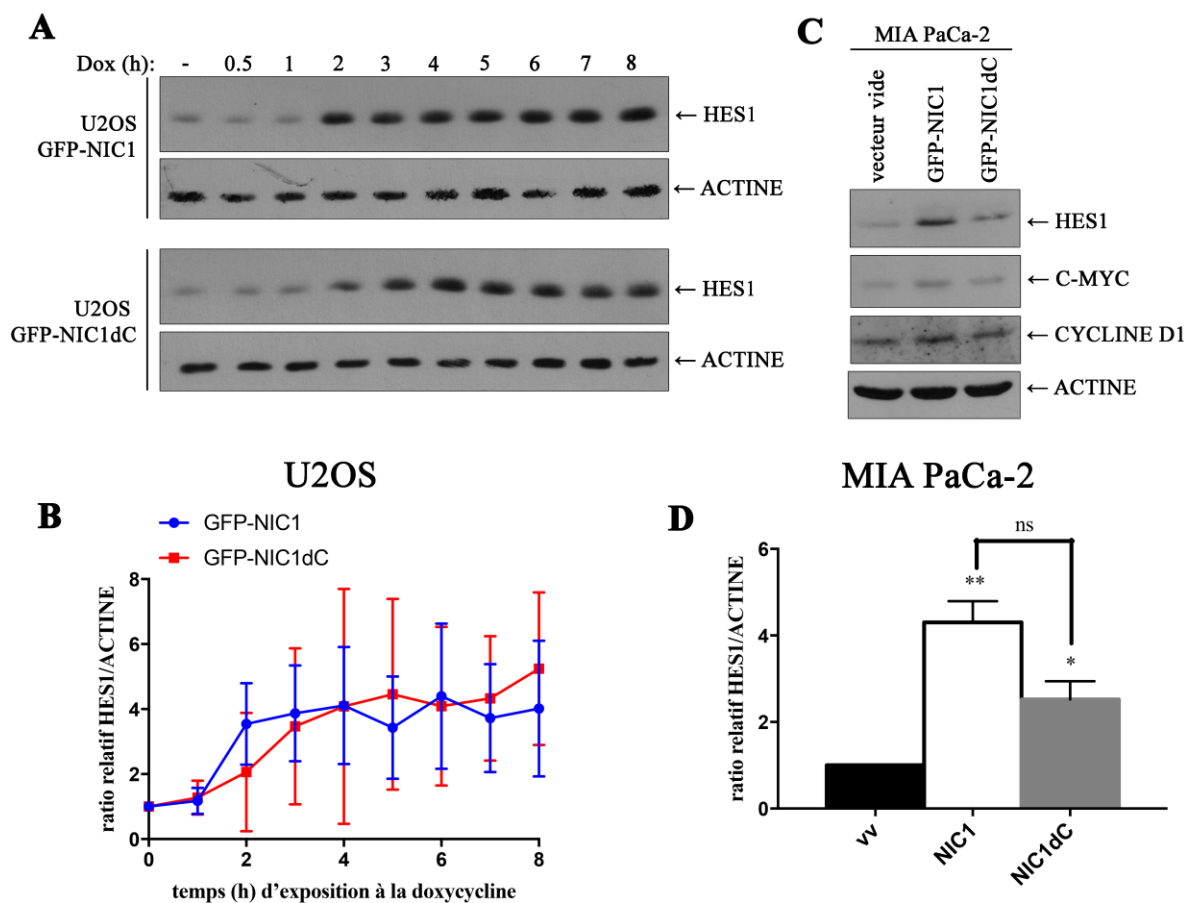 A
Dox (h): - 0.5 1 2 3 4 5 6 7 8
U2OS
GFP-NIC1
← HES1
← ACTINE
U2OS
GFP-NIC1dC
← HES1
← ACTINE
C
MIA PaCa-2
vecteur vide
GFP-NIC1
GFP-NIC1dC
← HES1
← C-MYC
← CYCLINE D1
← ACTINE
U2OS
B
GFP-NIC1
GFP-NIC1dC
ratio relatif HES1/ACTINE
8
6
4
2
0
0 2 4 6 8
temps (h) d'exposition à la doxycycline
MIA PaCa-2
D
ratio relatif HES1/ACTINE
6
4
2
0
ns
**
*
vv
NIC1
NIC1dC